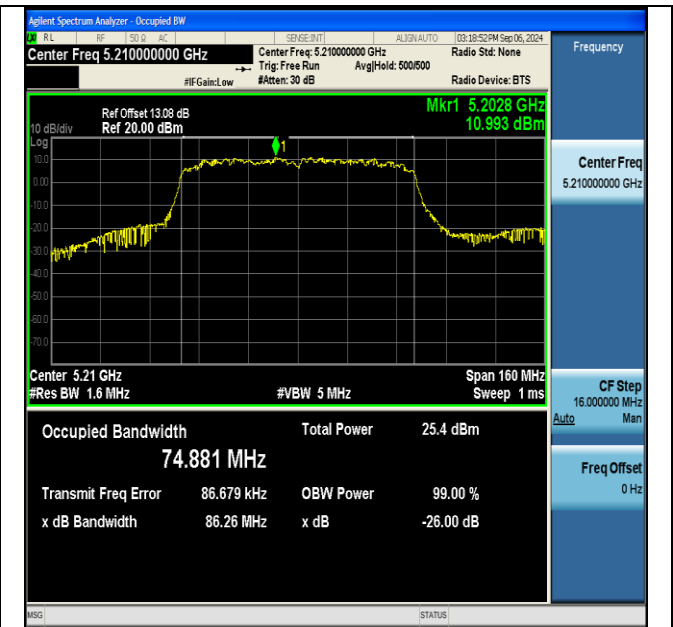 Agilent Spectrum Analyzer - Occupied BW
LXI RL RF 50 Ω AC SENSE:INT ALIGN AUTO 03:18:52 PM Sep 06, 2024
Center Freq 5.210000000 GHz Center Freq: 5.210000000 GHz Radio Std: None
Trig: Free Run Avg|Hold: 500/500
#IFGain:Low #Atten: 30 dB Radio Device: BTS
Frequency
Ref Offset 13.08 dB Mkr1 5.2028 GHz
10 dB/div Ref 20.00 dBm 10.993 dBm
Log
1
10.0
0.00
-10.0
-20.0
-30.0
-40.0
-50.0
-60.0
-70.0
Center Freq
5.210000000 GHz
Center 5.21 GHz Span 160 MHz
#Res BW 1.6 MHz #VBW 5 MHz Sweep 1 ms
CF Step
16.000000 MHz
Auto Man
Occupied Bandwidth Total Power 25.4 dBm
74.881 MHz
Transmit Freq Error 86.679 kHz OBW Power 99.00 %
x dB Bandwidth 86.26 MHz x dB -26.00 dB
Freq Offset
0 Hz
MSG STATUS